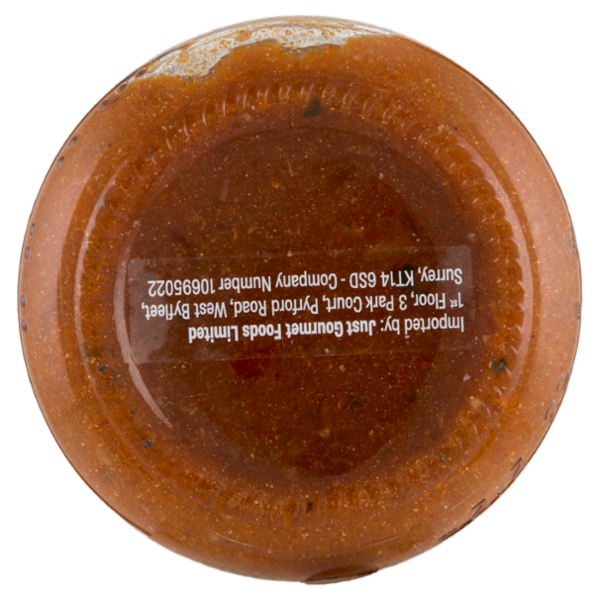 Imported by: Just Gourmet Foods Limited
1st Floor, 3 Park Court, Pyrford Road, West Byfleet,
Surrey, KT14 6SD - Company Number 10695022